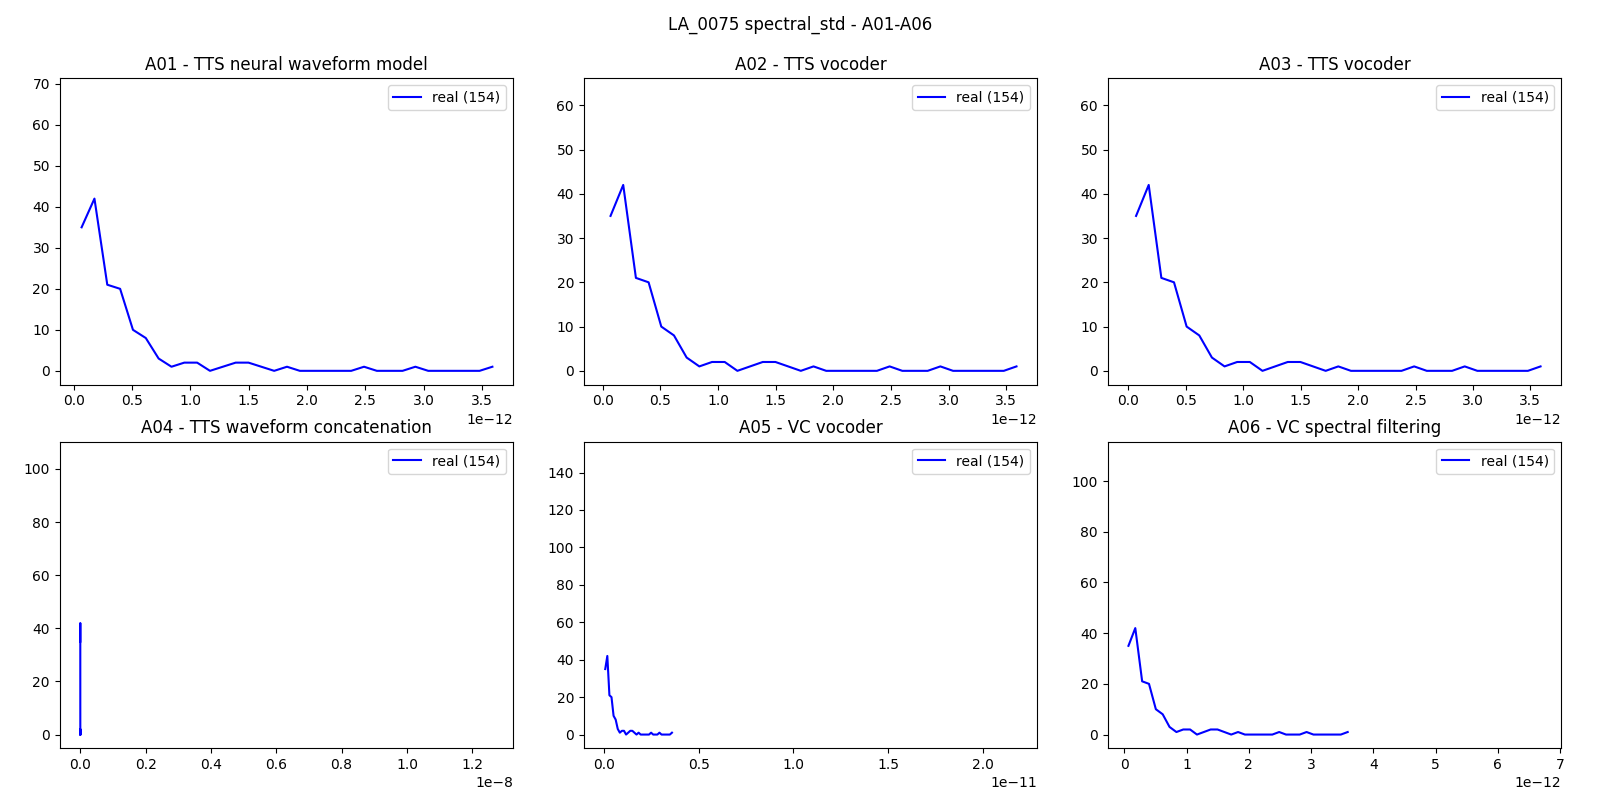 LA_0075 spectral_std - A01-A06
A01 - TTS neural waveform model
real (154)
70
60
50
40
30
20
10
0
0.0 0.5 1.0 1.5 2.0 2.5 3.0 3.5
1e−12
A02 - TTS vocoder
real (154)
60
50
40
30
20
10
0
0.0 0.5 1.0 1.5 2.0 2.5 3.0 3.5
1e−12
A03 - TTS vocoder
real (154)
60
50
40
30
20
10
0
0.0 0.5 1.0 1.5 2.0 2.5 3.0 3.5
1e−12
A04 - TTS waveform concatenation
real (154)
100
80
60
40
20
0
0.0 0.2 0.4 0.6 0.8 1.0 1.2
1e−8
A05 - VC vocoder
real (154)
140
120
100
80
60
40
20
0
0.0 0.5 1.0 1.5 2.0
1e−11
A06 - VC spectral filtering
real (154)
100
80
60
40
20
0
0 1 2 3 4 5 6 7
1e−12